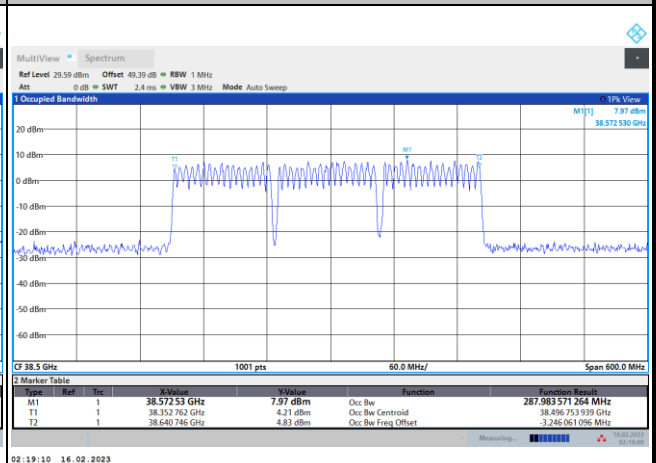 MultiView Spectrum
Ref Level 29.59 dBm Offset 49.39 dB RBW 1 MHz
Att 0 dB SWT 2.4 ms VBW 3 MHz Mode Auto Sweep
1 Occupied Bandwidth 1Pk View
M1[1] 7.97 dBm
38.572 530 GHz
20 dBm
10 dBm
M1
T1
T2
0 dBm
-10 dBm
-20 dBm
-30 dBm
-40 dBm
-50 dBm
-60 dBm
CF 38.5 GHz 1001 pts 60.0 MHz/ Span 600.0 MHz
2 Marker Table
Type Ref Trc X-Value Y-Value Function Function Result
M1 1 38.572 53 GHz 7.97 dBm Occ Bw 287.983 571 264 MHz
T1 1 38.352 762 GHz 4.21 dBm Occ Bw Centroid 38.496 753 939 GHz
T2 1 38.640 746 GHz 4.83 dBm Occ Bw Freq Offset -3.246 061 096 MHz
Measuring... 16.02.2023
02:19:09
02:19:10 16.02.2023